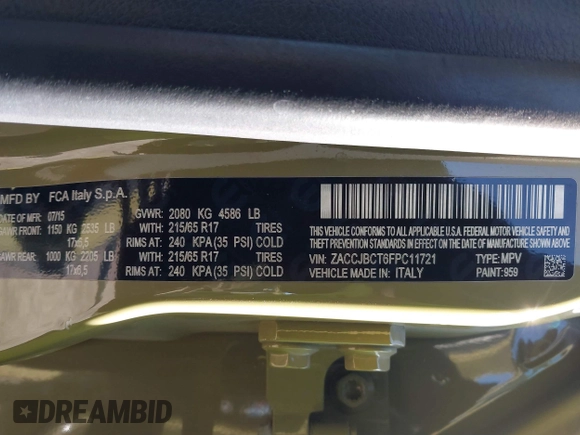 MFD BY FCA Italy S.p.A.
DATE OF MFR 07/15 GVWR: 2080 KG 4586 LB
GAWR FRONT: 1150 KG 2535 LB 215/65 R17 TIRES
17x6,5 RIMS AT: 240 KPA (35 PSI) COLD
GAWR REAR: 1000 KG 2205 LB 215/65 R17 TIRES
17x6,5 RIMS AT: 240 KPA (35 PSI) COLD
THIS VEHICLE CONFORMS TO ALL APPLICABLE U.S.A. FEDERAL MOTOR VEHICLE SAFETY
AND THEFT PREVENTION STANDARDS IN EFFECT ON THE DATE OF MANUFACTURE SHOWN ABOVE.
VIN: ZACCJBCT6FPC11721 TYPE: MPV
VEHICLE MADE IN: ITALY PAINT: 959
DREAMBID